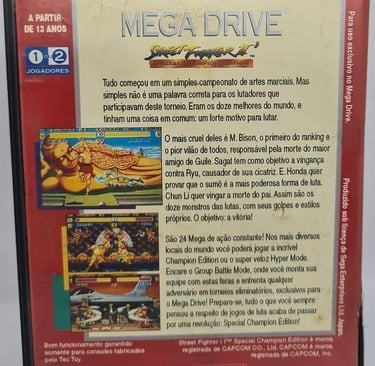 A PARTIR
DE 13 ANOS
1 • 2
JOGADORES
MEGA DRIVE
STREET FIGHTER II'
SPECIAL CHAMPION EDITION
Tudo começou em um simples campeonato de artes marciais. Mas
simples não é uma palavra correta para os lutadores que
participavam deste torneio. Eram os doze melhores do mundo, e
tinham uma coisa em comum: um forte motivo para lutar.
O mais cruel deles é M. Bison, o primeiro do ranking e
o pior vilão de todos, responsável pela morte do maior
amigo de Guile. Sagat tem como objetivo a vingança
contra Ryu, causador de sua cicatriz. E. Honda, quer
provar que o sumô é a mais poderosa forma de luta.
Chun Li quer vingar a morte do pai. Assim são os
doze monstros das lutas, com seus golpes e estilos
próprios. O objetivo: a vitória!
São 24 Mega de ação constante! Nos mais diversos
locais do mundo você poderá jogar a incrível
Champion Edition ou o super veloz Hyper Mode.
Encare o Group Battle Mode, onde você monta sua
equipe com estas feras e enfrenta qualquer
adversário em torneios eliminatórios, exclusivos para
o Mega Drive! Prepare-se, tudo o que você sempre
pensou a respeito de jogos de luta acaba de passar
por uma revolução: Special Champion Edition!
Bom funcionamento garantido
somente para consoles fabricados
pela Tec Toy.
Street Fighter II'™ Special Champion Edition é marca
registrada de CAPCOM CO., Ltd. CAPCOM é marca
registrada de CAPCOM, Inc.
Para uso exclusivo no Mega Drive.
Produzido sob licença de Sega Enterprises Ltd. Japan.